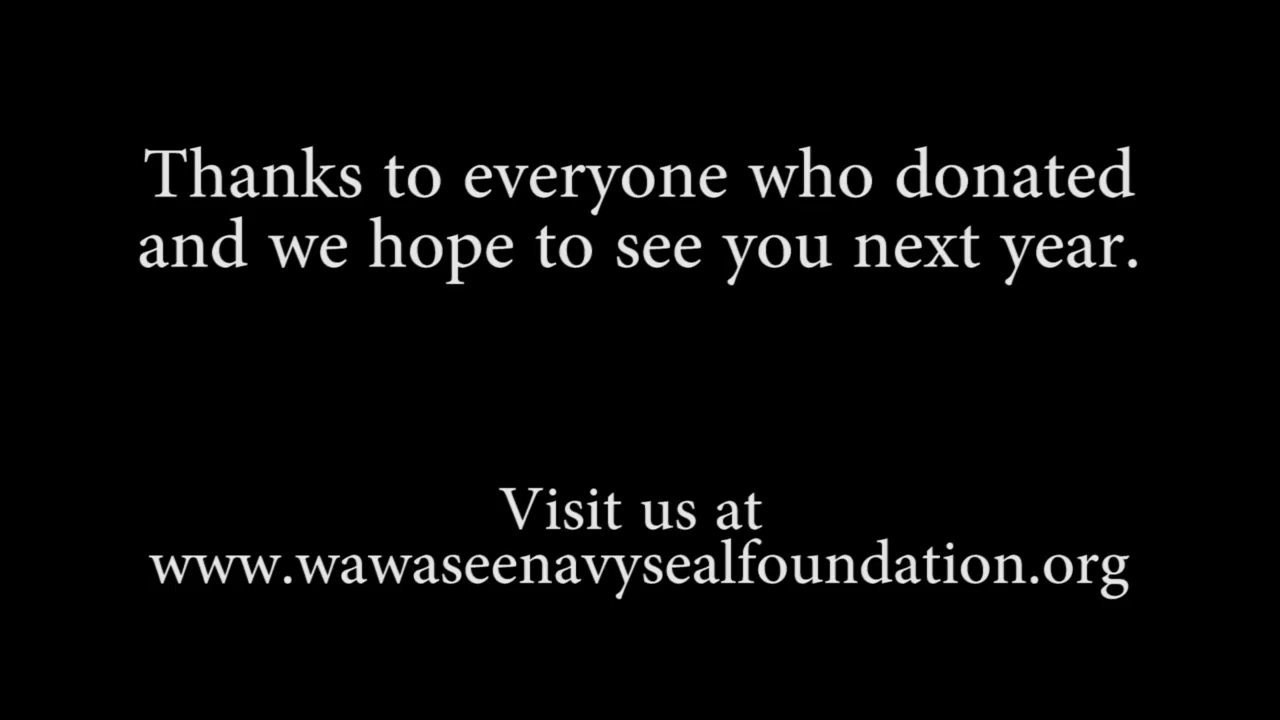 Thanks to everyone who donated
and we hope to see you next year.
Visit us at
www.wawaseenavysealfoundation.org